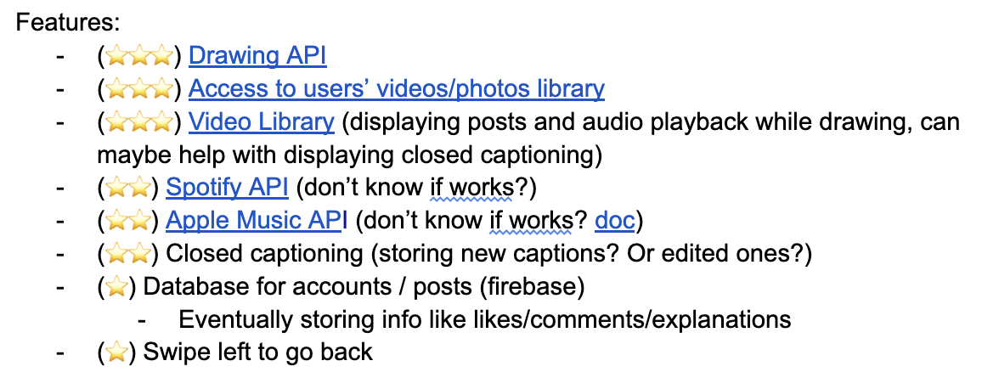 Features:
- (⭐⭐⭐) Drawing API
- (⭐⭐⭐) Access to users’ videos/photos library
- (⭐⭐⭐) Video Library (displaying posts and audio playback while drawing, can
maybe help with displaying closed captioning)
- (⭐⭐) Spotify API (don’t know if works?)
- (⭐⭐) Apple Music API (don’t know if works? doc)
- (⭐⭐) Closed captioning (storing new captions? Or edited ones?)
- (⭐) Database for accounts / posts (firebase)
- Eventually storing info like likes/comments/explanations
- (⭐) Swipe left to go back